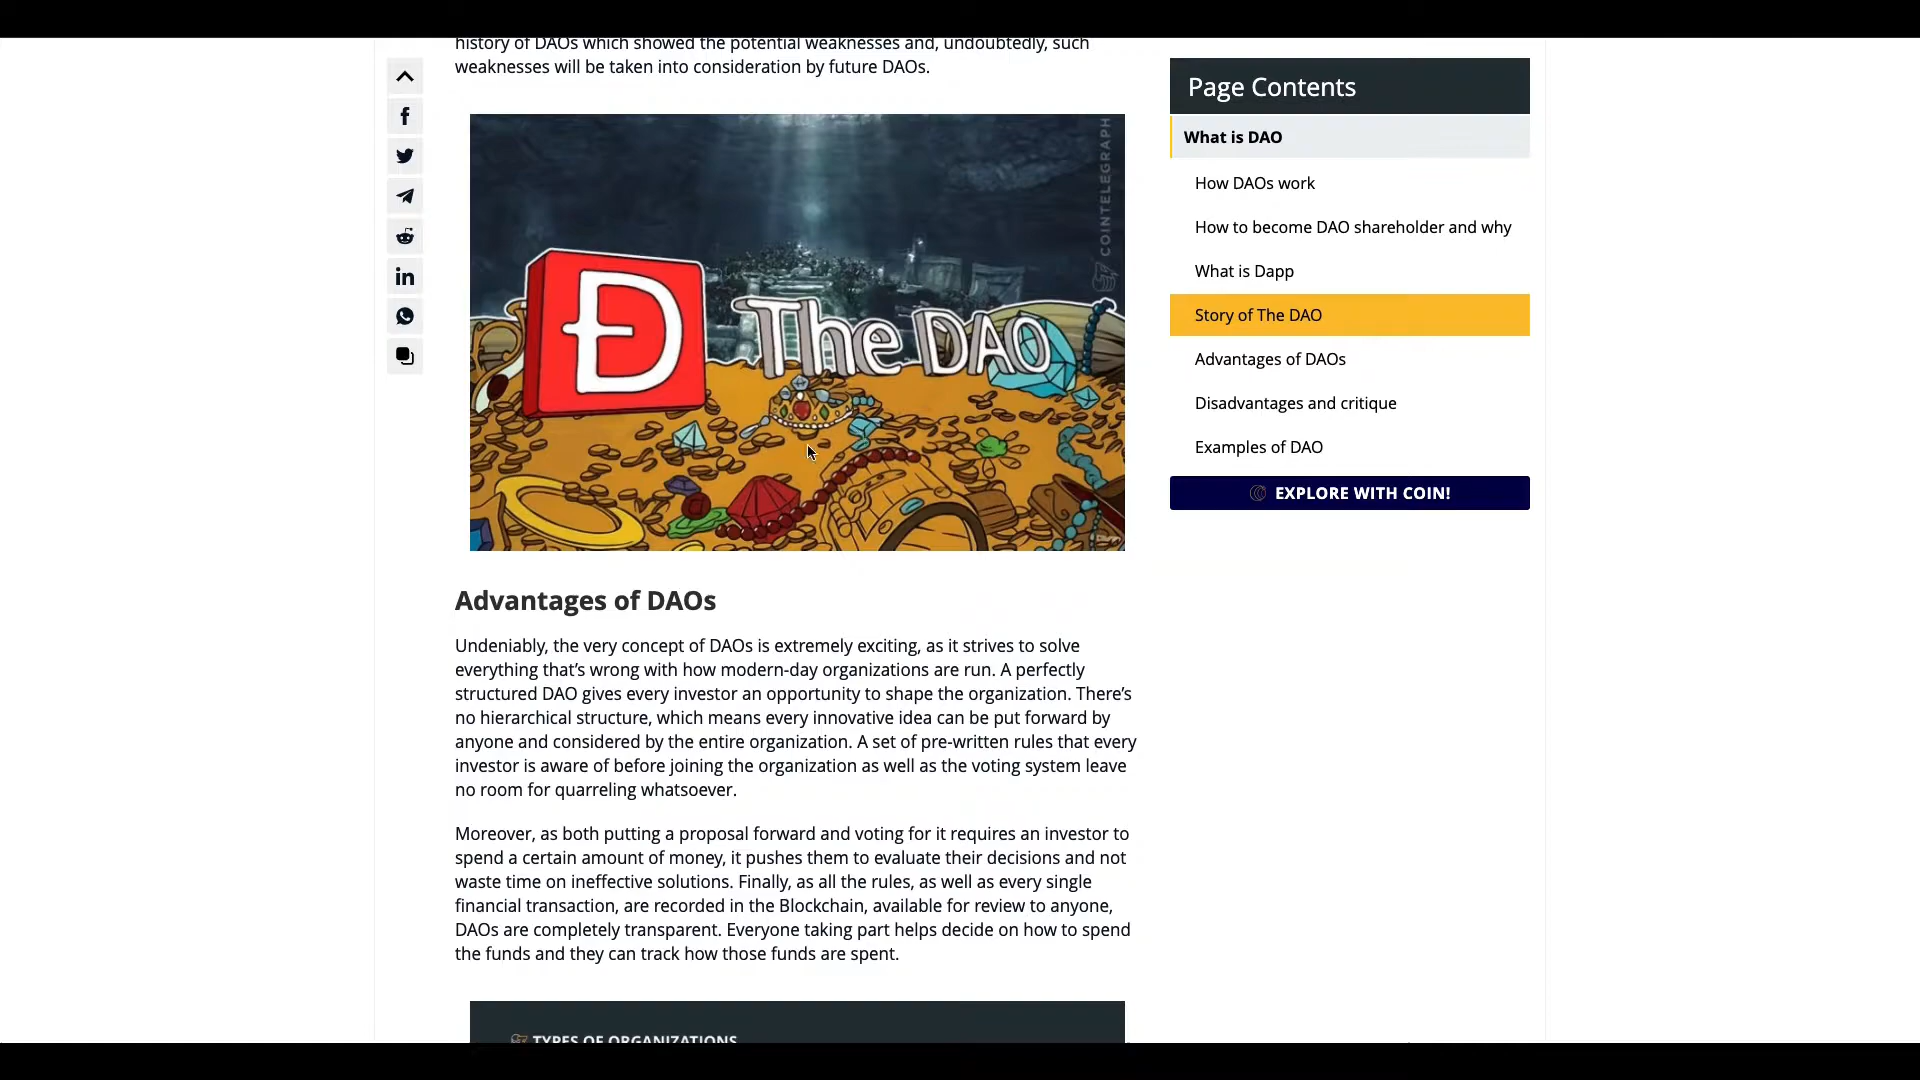 history of DAOs which showed the potential weaknesses and, undoubtedly, such
weaknesses will be taken into consideration by future DAOs.
COINTELEGRAPH
Đ The DAO
Advantages of DAOs
Undeniably, the very concept of DAOs is extremely exciting, as it strives to solve
everything that’s wrong with how modern-day organizations are run. A perfectly
structured DAO gives every investor an opportunity to shape the organization. There’s
no hierarchical structure, which means every innovative idea can be put forward by
anyone and considered by the entire organization. A set of pre-written rules that every
investor is aware of before joining the organization as well as the voting system leave
no room for quarreling whatsoever.
Moreover, as both putting a proposal forward and voting for it requires an investor to
spend a certain amount of money, it pushes them to evaluate their decisions and not
waste time on ineffective solutions. Finally, as all the rules, as well as every single
financial transaction, are recorded in the Blockchain, available for review to anyone,
DAOs are completely transparent. Everyone taking part helps decide on how to spend
the funds and they can track how those funds are spent.
TYPES OF ORGANIZATIONS
Page Contents
What is DAO
How DAOs work
How to become DAO shareholder and why
What is Dapp
Story of The DAO
Advantages of DAOs
Disadvantages and critique
Examples of DAO
EXPLORE WITH COIN!